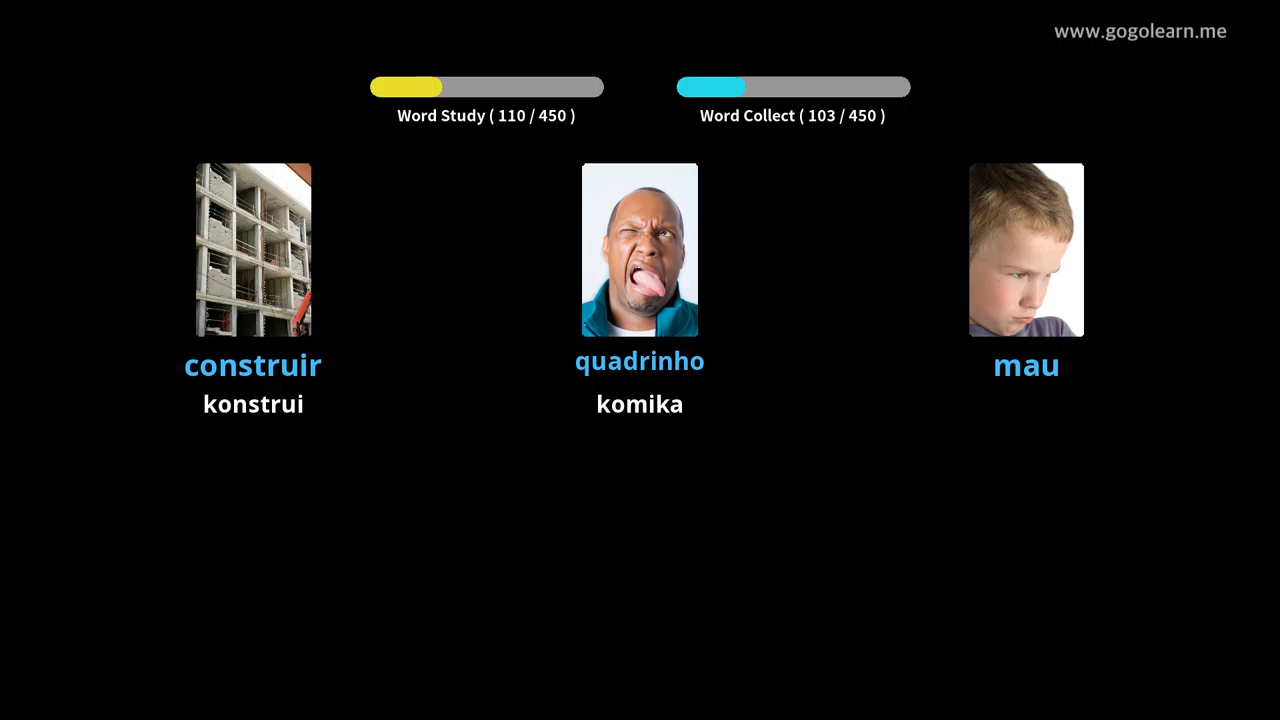 www.gogolearn.me
Word Study ( 110 / 450 )
Word Collect ( 103 / 450 )
construir
konstrui
quadrinho
komika
mau